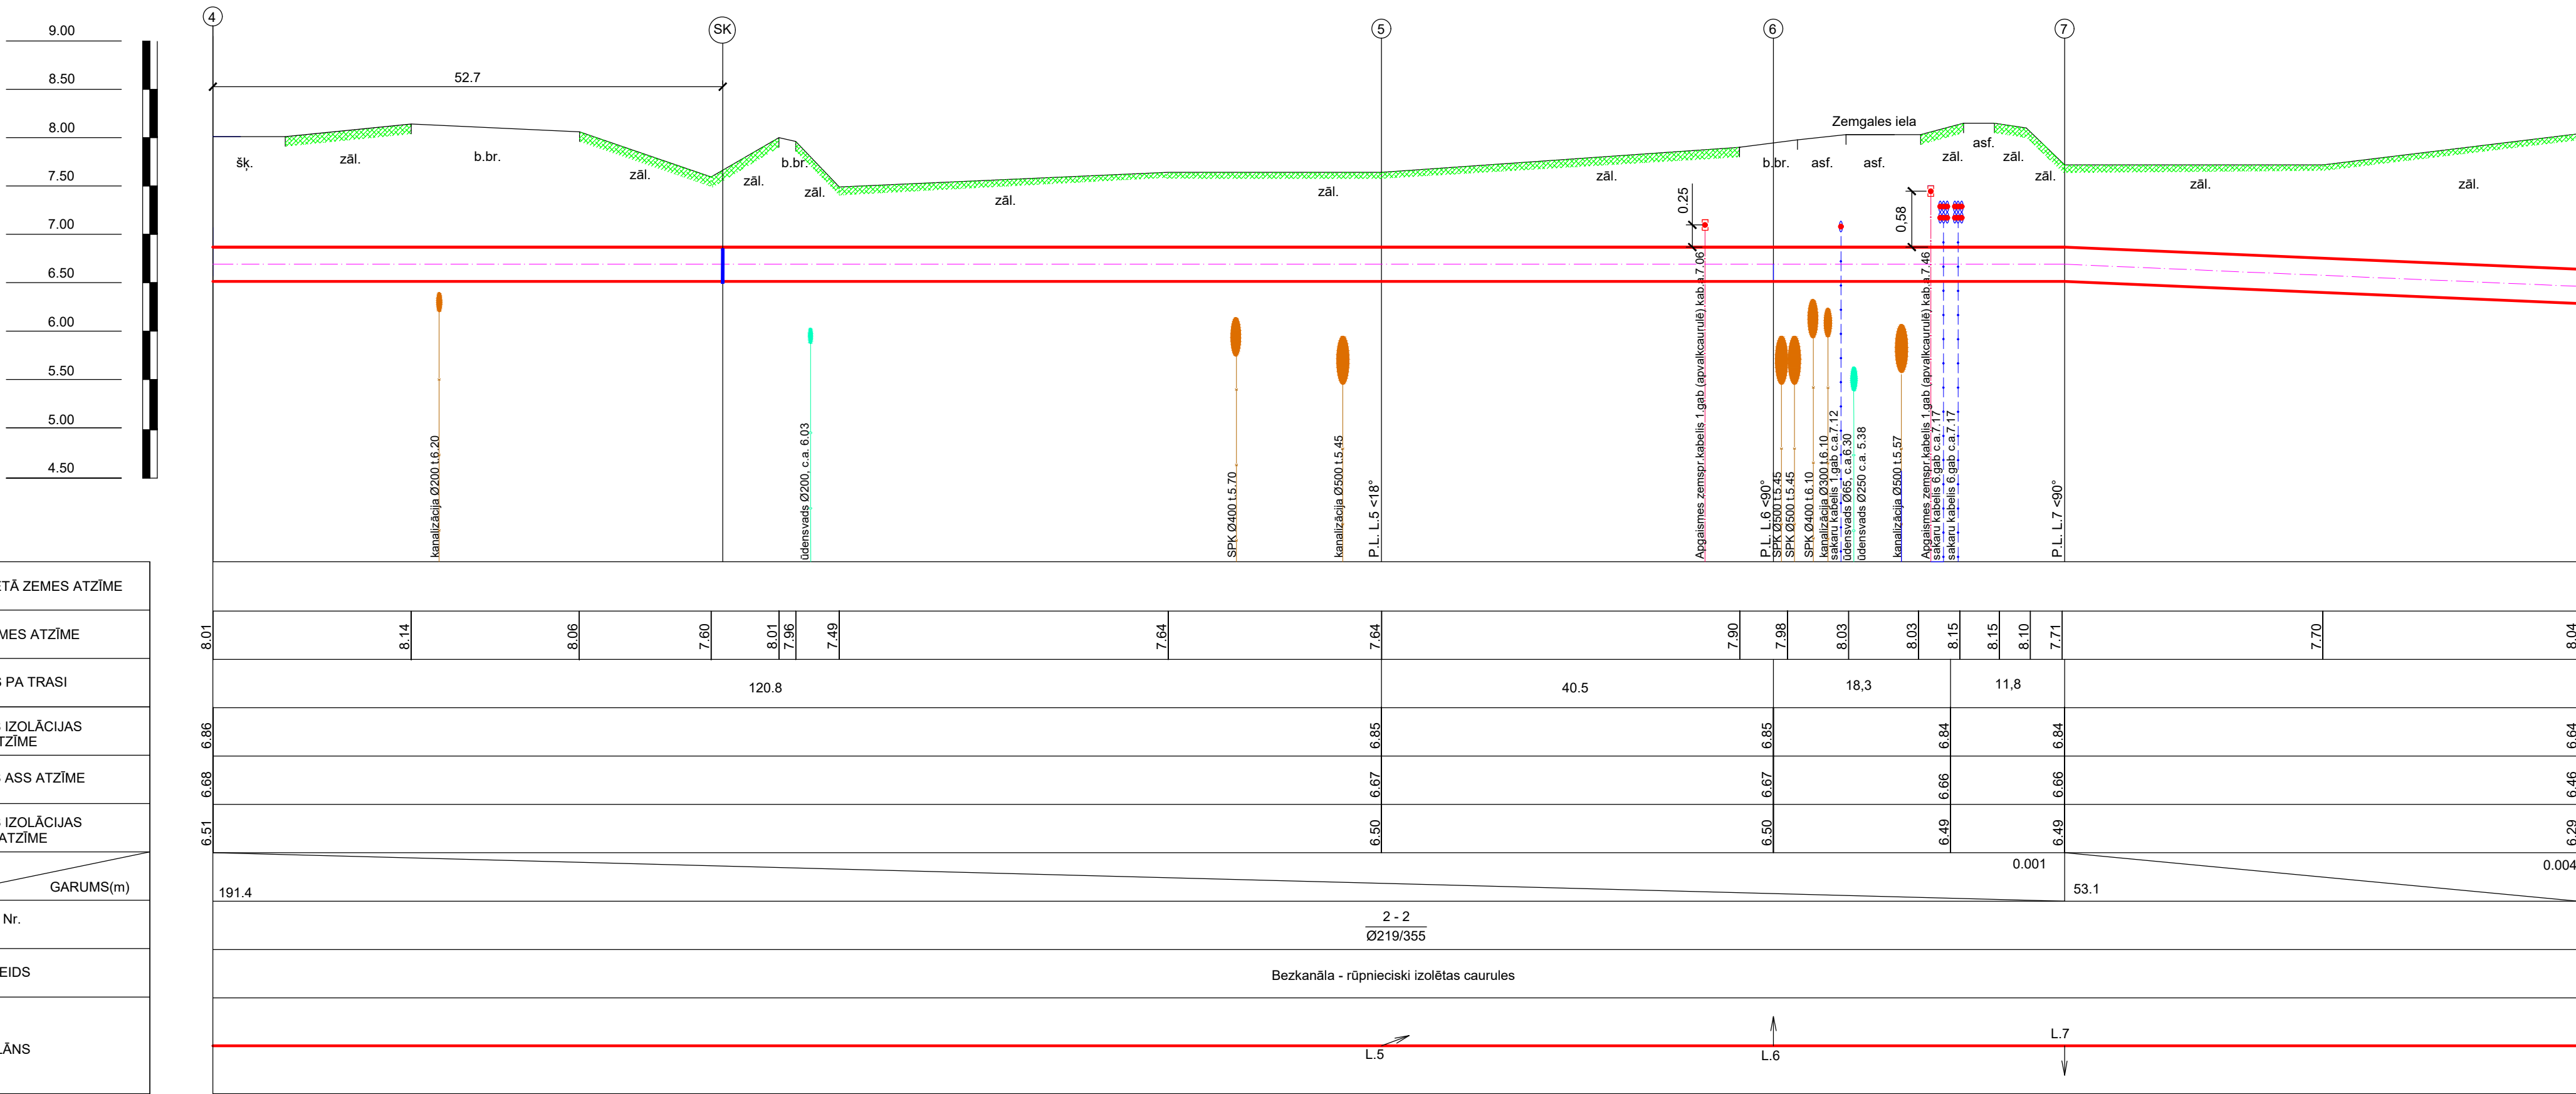 4
SK
5
6
7
9.00
8.50
8.00
7.50
7.00
6.50
6.00
5.50
5.00
4.50
52.7
Zemgales iela
šķ.
zāl.
b.br.
zāl.
zāl.
b.br.
zāl.
zāl.
zāl.
zāl.
b.br.
asf.
asf.
zāl.
asf.
zāl.
zāl.
zāl.
zāl.
0.25
0,58
kanalizācija Ø200 t.6.20
ūdensvads Ø200, c.a. 6.03
SPK Ø400 t.5.70
kanalizācija Ø500 t.5.45
P.L. L.5 <18°
Apgaismes zemspr.kabelis 1.gab (apvalkcaurulē) kab.a.7.06
P.L. L.6 <90°
SPK Ø500 t.5.45
SPK Ø500 t.5.45
SPK Ø400 t.6.10
kanalizācija Ø300 t.6.10
sakaru kabelis 1.gab c.a.7.12
ūdensvads Ø65, c.a.6.30
ūdensvads Ø250 c.a. 5.38
kanalizācija Ø500 t.5,57
Apgaismes zemspr.kabelis 1.gab (apvalkcaurulē) kab.a.7.46
sakaru kabelis 6.gab c.a.7.17
sakaru kabelis 6.gab c.a.7.17
P.L. L.7 <90°
ETĀ ZEMES ATZĪME
MES ATZĪME
8.01 8.14 8.06 7.60 8.01 7.96 7.49 7.64 7.64 7.90 7.98 8.03 8.03 8.15 8.15 8.10 7.71 7.70 8.04
S PA TRASI
120.8 40.5 18,3 11,8
S IZOLĀCIJAS
TZĪME
6.86 6.85 6.85 6.84 6.84 6.64
S ASS ATZĪME
6.68 6.67 6.67 6.66 6.66 6.46
S IZOLĀCIJAS
ATZĪME
6.51 6.50 6.50 6.49 6.49 6.29
GARUMS(m)
0.001 0.004
191.4 53.1
Nr.
2 - 2
Ø219/355
EIDS
Bezkanāla - rūpnieciski izolētas caurules
LĀNS
L.5
L.6
L.7